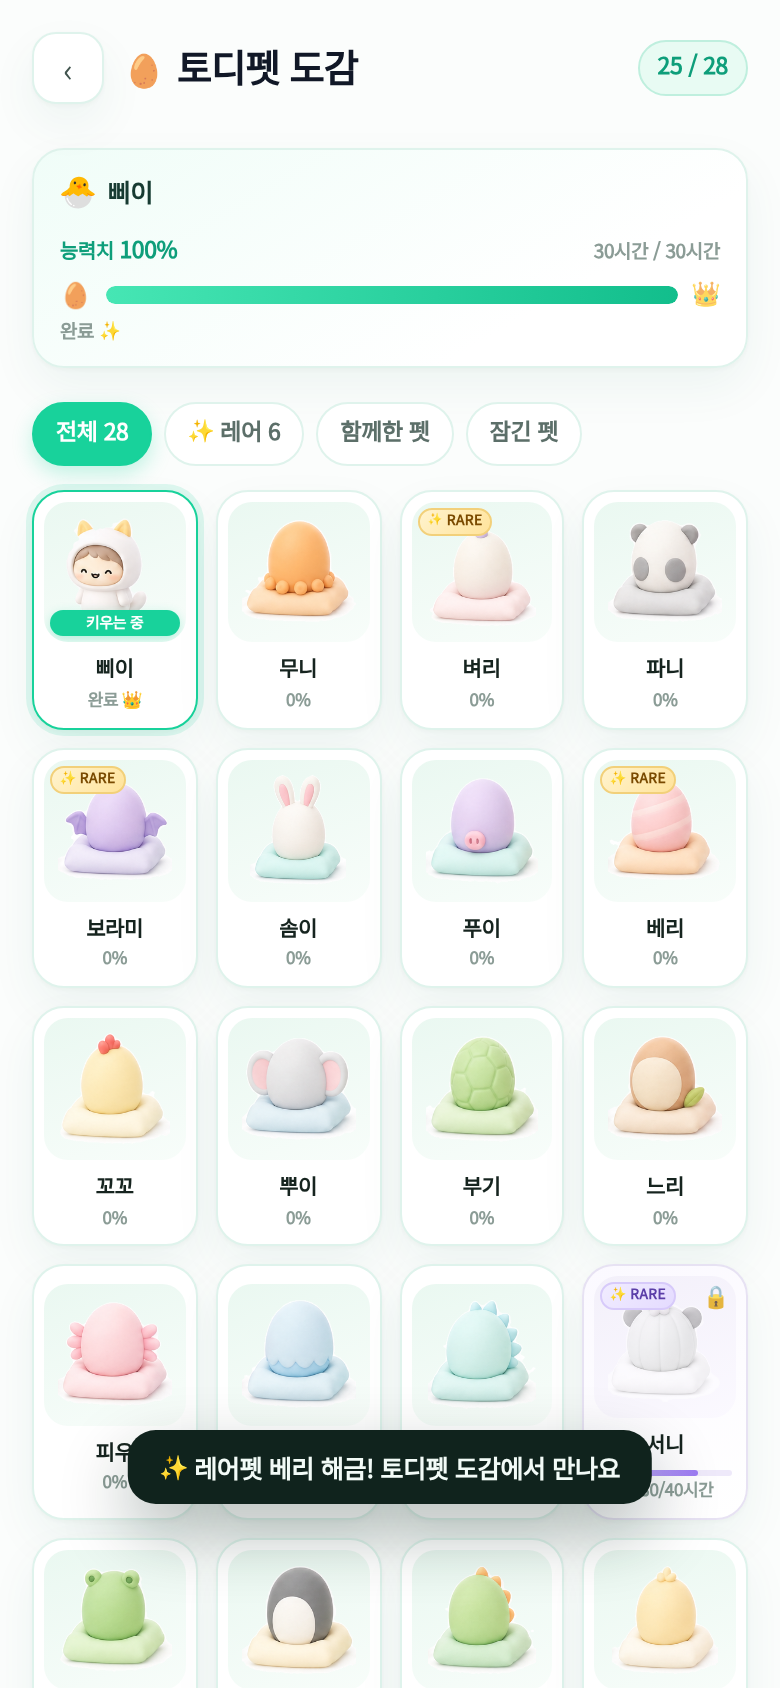 ‹ 🥚 토디펫 도감 25 / 28
🐣 삐이
능력치 100% 30시간 / 30시간
완료 ✨
전체 28 ✨ 레어 6 함께한 펫 잠긴 펫
키우는 중
✨ RARE
삐이 무니 벼리 파니
완료 👑 0% 0% 0%
✨ RARE ✨ RARE
보라미 솜이 푸이 베리
0% 0% 0% 0%
꼬꼬 뿌이 부기 느리
0% 0% 0% 0%
✨ RARE 🔒
서니
✨ 레어펫 베리 해금! 토디펫 도감에서 만나요
0% 0/40시간